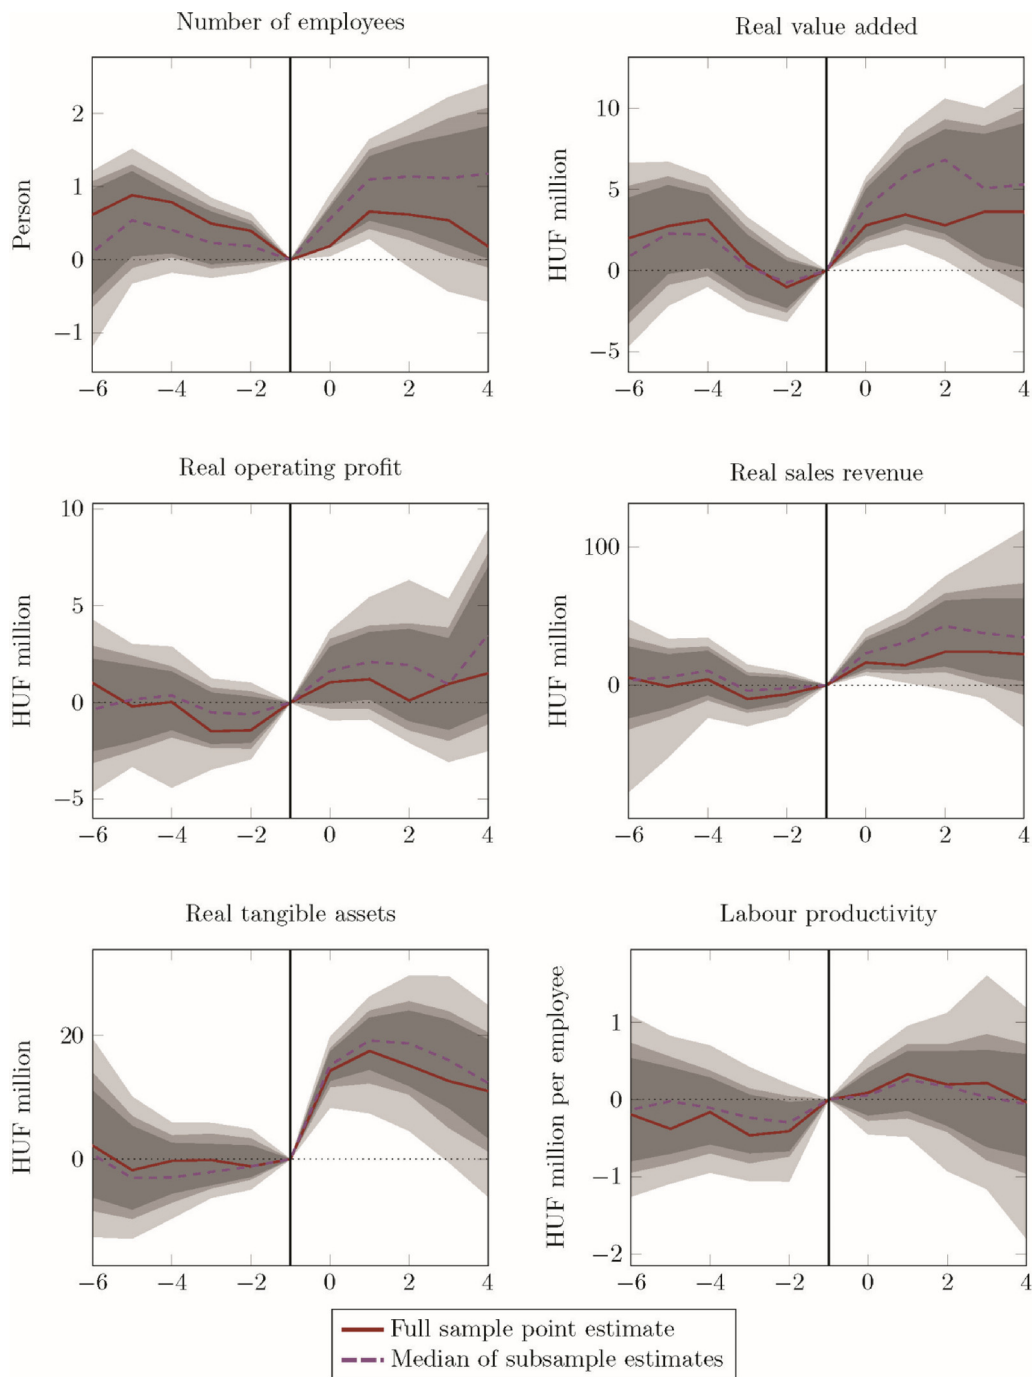 Number of employees
Person
2
1
0
−1
−6 −4 −2 0 2 4
Real value added
HUF million
10
5
0
−5
−6 −4 −2 0 2 4
Real operating profit
HUF million
10
5
0
−5
−6 −4 −2 0 2 4
Real sales revenue
HUF million
100
0
−6 −4 −2 0 2 4
Real tangible assets
HUF million
20
0
−6 −4 −2 0 2 4
Labour productivity
HUF million per employee
1
0
−1
−2
−6 −4 −2 0 2 4
Full sample point estimate
Median of subsample estimates